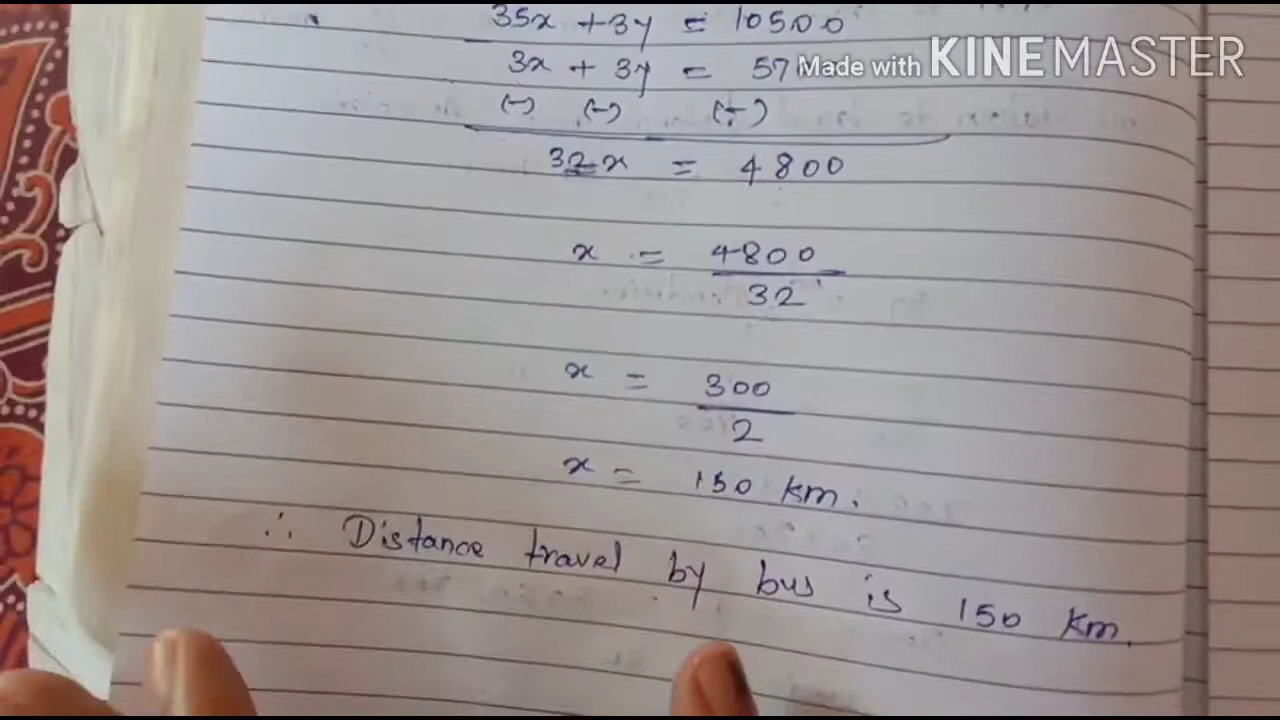 35x + 3y = 10500
3x + 3y = 57
Made with KINEMASTER
(-) (-) (-)
32x = 4800
x = 4800
32
x = 300
2
x = 150 km.
∴ Distance travel by bus is 150 km.